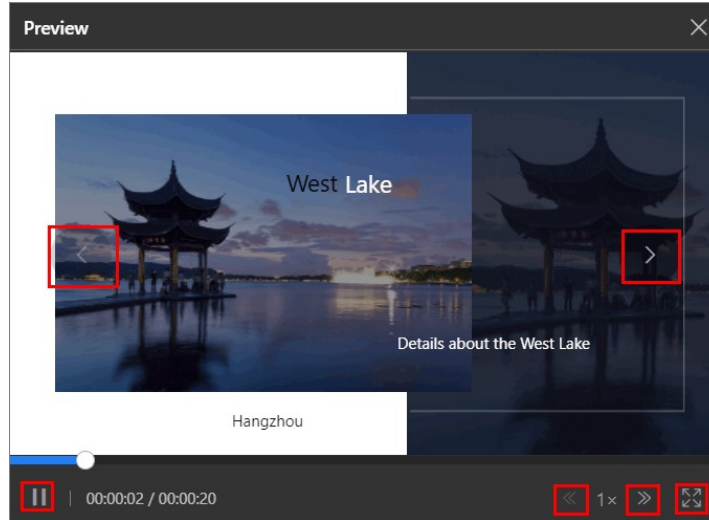 Preview
West Lake
Details about the West Lake
Hangzhou
00:00:02 / 00:00:20
1×